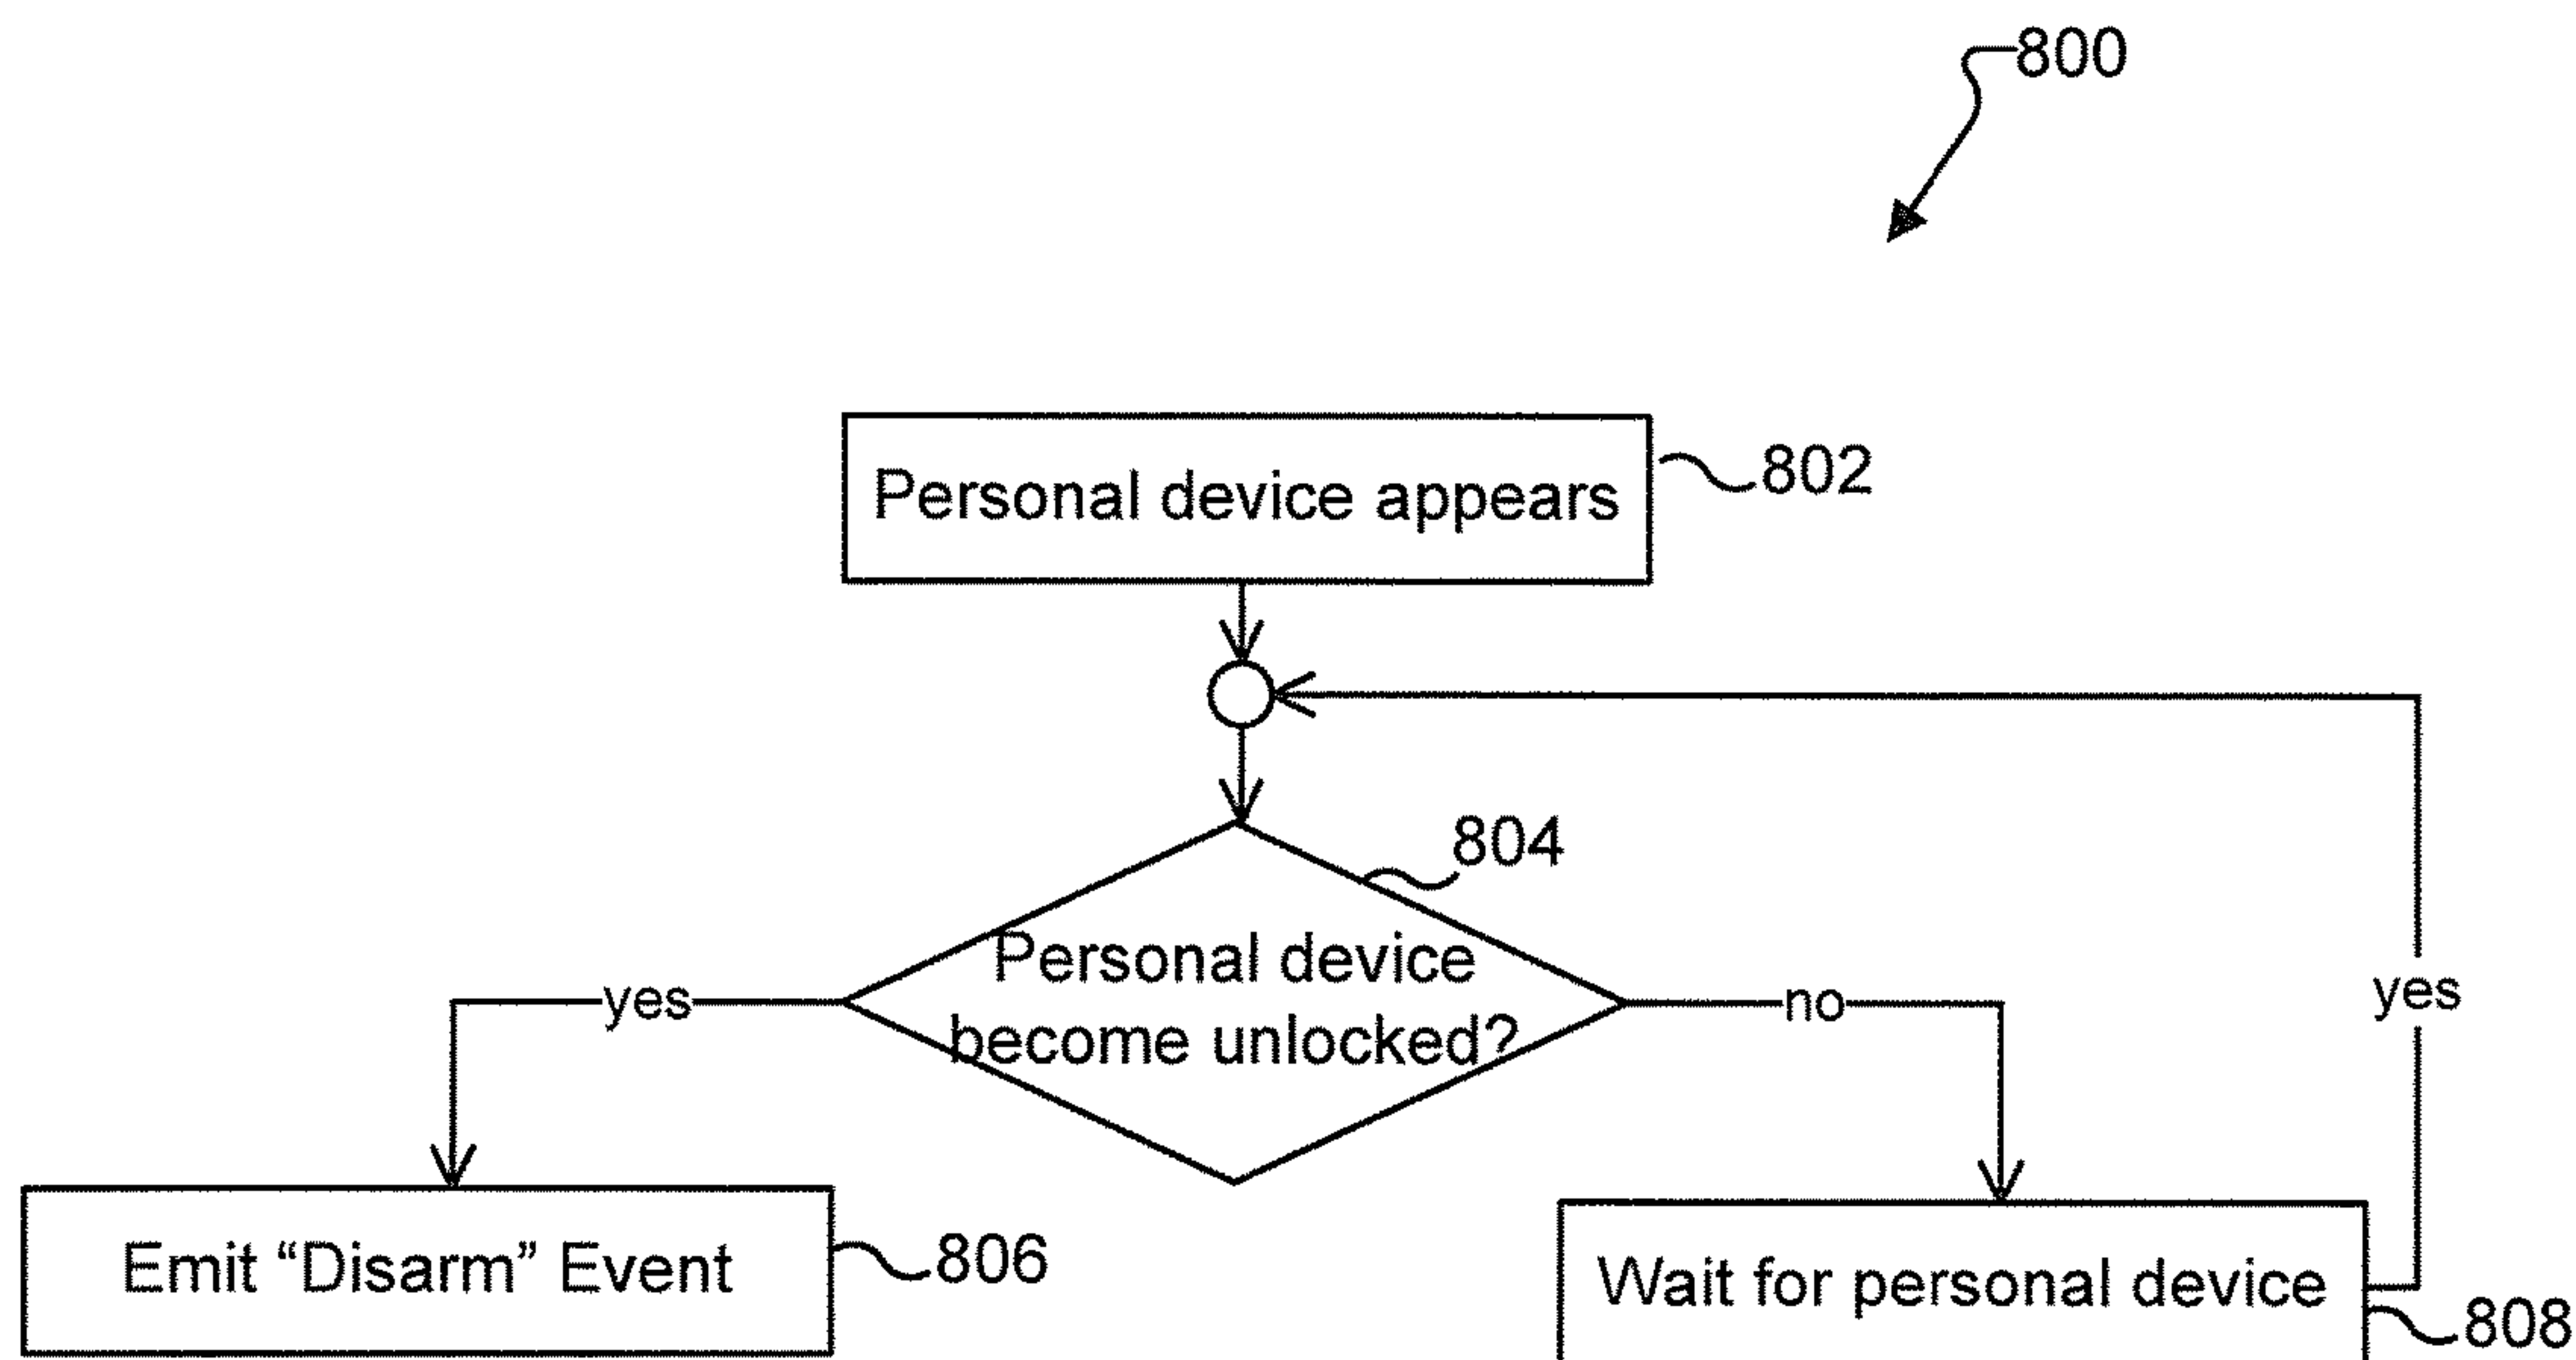 800
Personal device appears
802
804
Personal device
become unlocked?
yes
no
yes
Emit “Disarm” Event
806
Wait for personal device
808